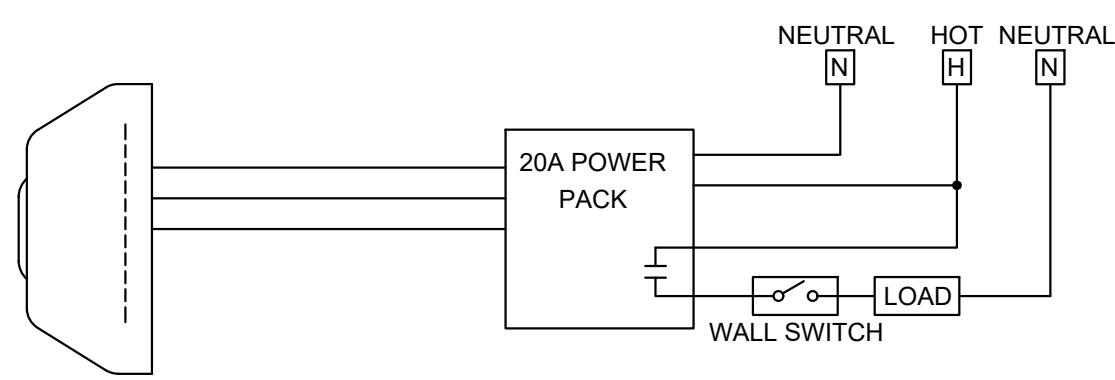 NEUTRAL HOT NEUTRAL
N H N
20A POWER
PACK
LOAD
WALL SWITCH